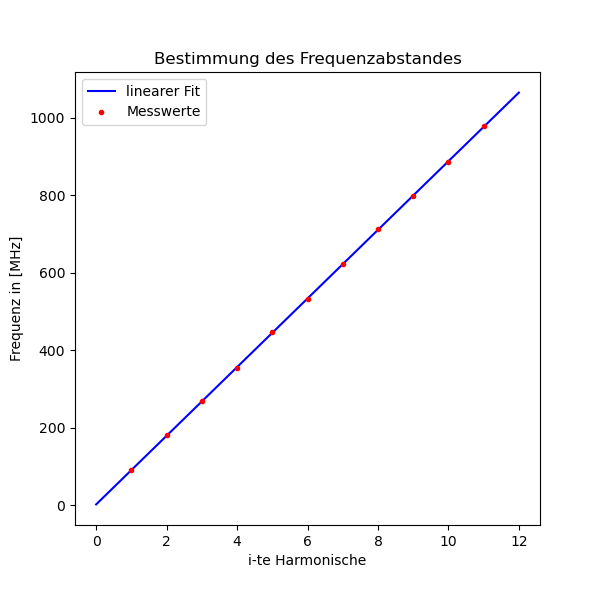 Bestimmung des Frequenzabstandes
linearer Fit
Messwerte
Frequenz in [MHz]
1000
800
600
400
200
0
0 2 4 6 8 10 12
i-te Harmonische